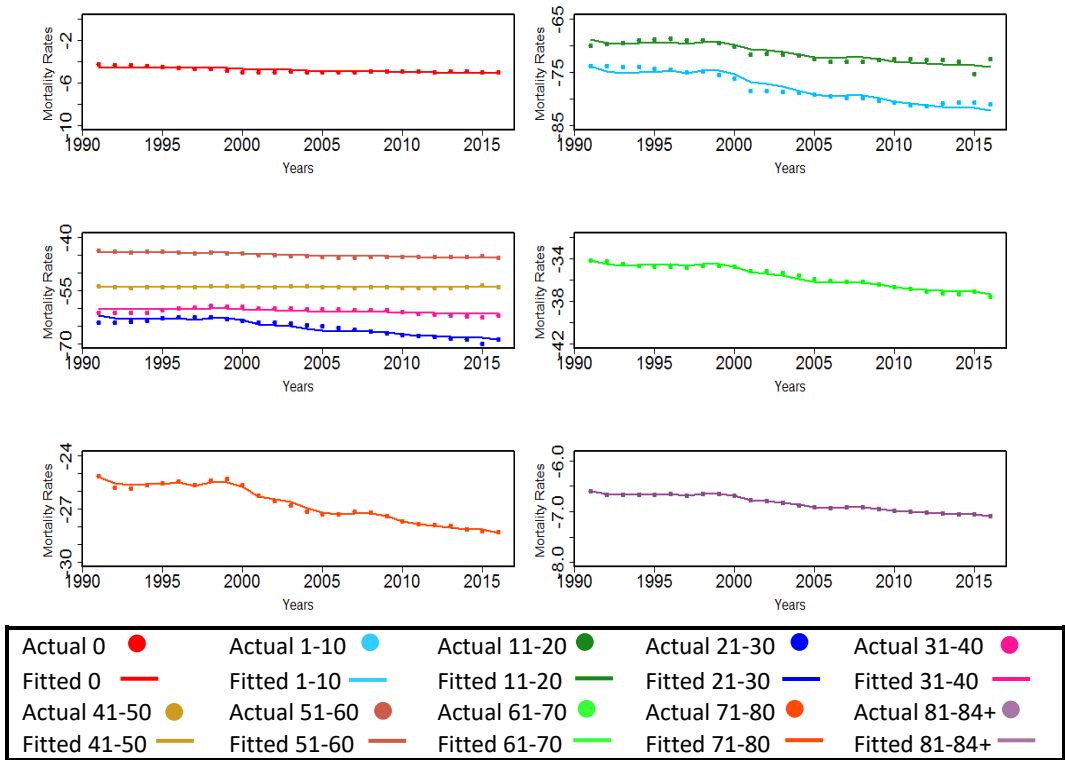 Mortality Rates
-2
-6
-10
1990 1995 2000 2005 2010 2015
Years
Mortality Rates
-65
-75
-85
1990 1995 2000 2005 2010 2015
Years
Mortality Rates
-40
-55
-70
1990 1995 2000 2005 2010 2015
Years
Mortality Rates
-34
-38
-42
1990 1995 2000 2005 2010 2015
Years
Mortality Rates
-24
-27
-30
1990 1995 2000 2005 2010 2015
Years
Mortality Rates
-6.0
-7.0
-8.0
1990 1995 2000 2005 2010 2015
Years
Actual 0 Actual 1-10 Actual 11-20 Actual 21-30 Actual 31-40
Fitted 0 Fitted 1-10 Fitted 11-20 Fitted 21-30 Fitted 31-40
Actual 41-50 Actual 51-60 Actual 61-70 Actual 71-80 Actual 81-84+
Fitted 41-50 Fitted 51-60 Fitted 61-70 Fitted 71-80 Fitted 81-84+